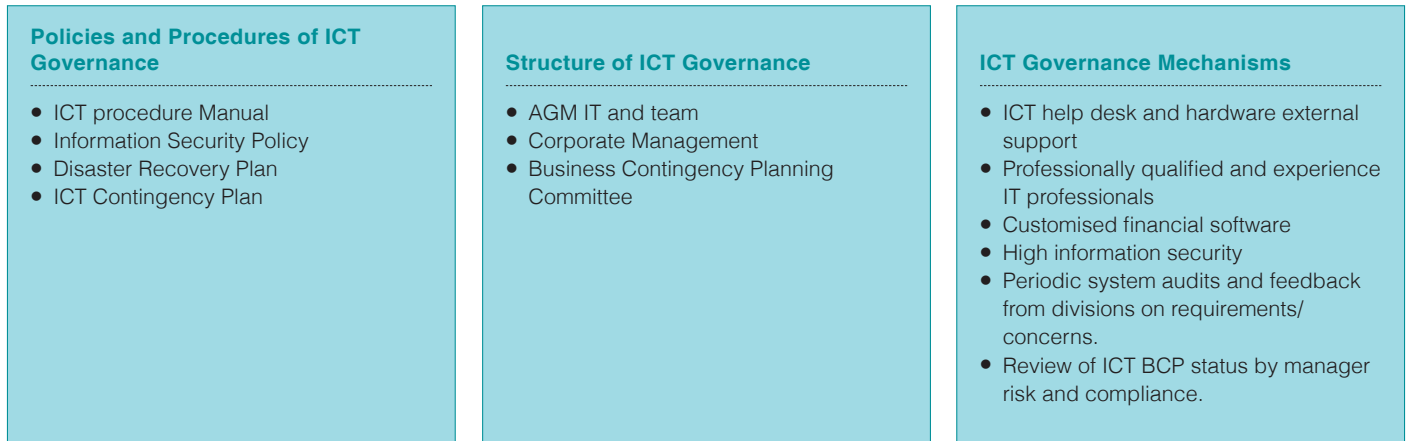 Policies and Procedures of ICT
Governance
● ICT procedure Manual
● Information Security Policy
● Disaster Recovery Plan
● ICT Contingency Plan
Structure of ICT Governance
● AGM IT and team
● Corporate Management
● Business Contingency Planning
Committee
ICT Governance Mechanisms
● ICT help desk and hardware external
support
● Professionally qualified and experience
IT professionals
● Customised financial software
● High information security
● Periodic system audits and feedback
from divisions on requirements/
concerns.
● Review of ICT BCP status by manager
risk and compliance.